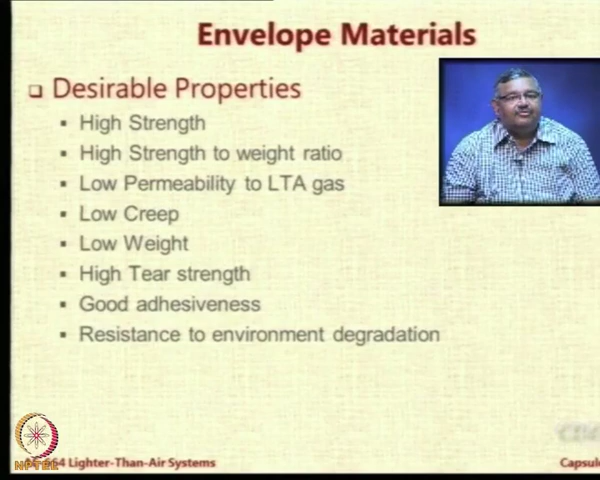 Envelope Materials
Desirable Properties
High Strength
High Strength to weight ratio
Low Permeability to LTA gas
Low Creep
Low Weight
High Tear strength
Good adhesiveness
Resistance to environment degradation
NPTEL
Lighter-Than-Air Systems